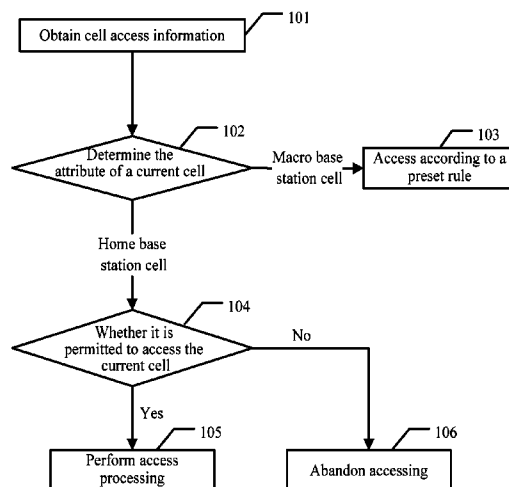 101
Obtain cell access information
102
Determine the
attribute of a current cell
Macro base
station cell
103
Access according to a
preset rule
Home base
station cell
104
Whether it is
permitted to access the
current cell
No
Yes
105
Perform access
processing
106
Abandon accessing